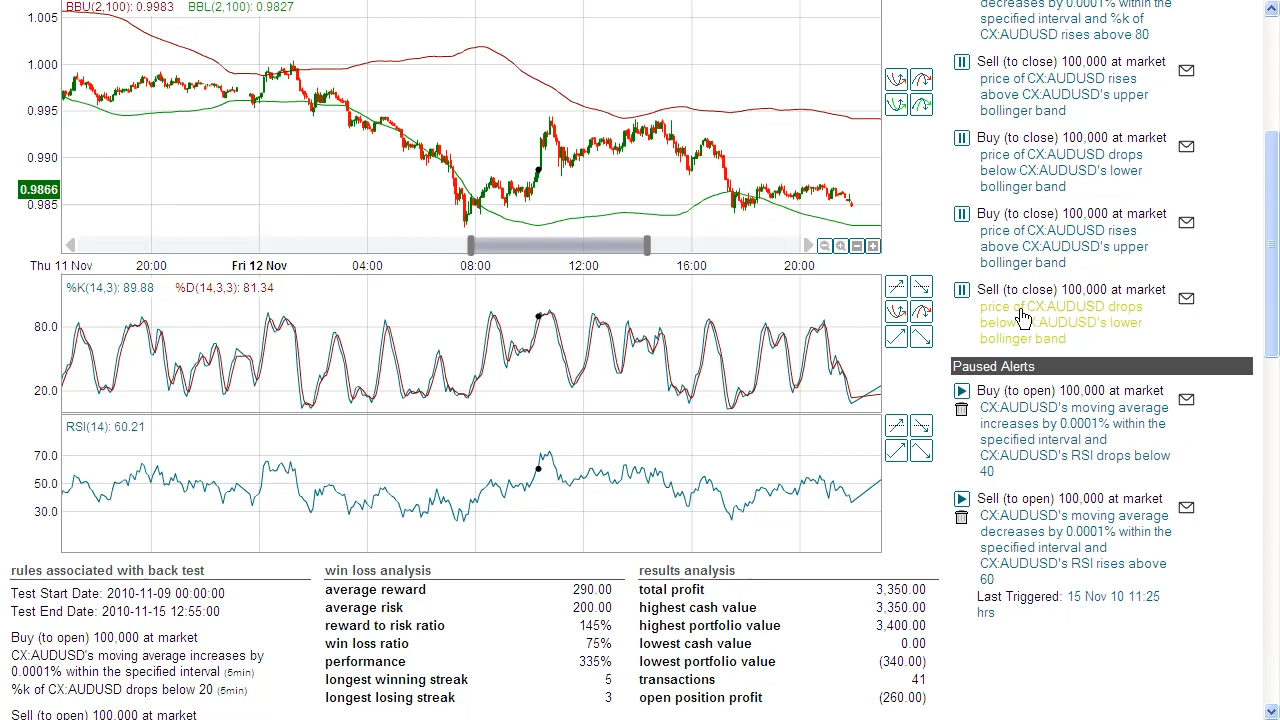 BBU(2,100): 0.9983 BBL(2,100): 0.9827
1.005
1.000
0.995
0.990
0.9866
0.985
Thu 11 Nov 20:00 Fri 12 Nov 04:00 08:00 12:00 16:00 20:00
%K(14,3): 89.88 %D(14,3,3): 81.34
80.0
20.0
RSI(14): 60.21
70.0
50.0
30.0
rules associated with back test
Test Start Date: 2010-11-09 00:00:00
Test End Date: 2010-11-15 12:55:00
Buy (to open) 100,000 at market
CX:AUDUSD's moving average increases by
0.0001% within the specified interval (5min)
%k of CX:AUDUSD drops below 20 (5min)
Sell (to open) 100,000 at market
win loss analysis
average reward 290.00
average risk 200.00
reward to risk ratio 145%
win loss ratio 75%
performance 335%
longest winning streak 5
longest losing streak 3
results analysis
total profit 3,350.00
highest cash value 3,350.00
highest portfolio value 3,400.00
lowest cash value 0.00
lowest portfolio value (340.00)
transactions 41
open position profit (260.00)
decreases by 0.0001% within the
specified interval and %k of
CX:AUDUSD rises above 80
Sell (to close) 100,000 at market
price of CX:AUDUSD rises
above CX:AUDUSD's upper
bollinger band
Buy (to close) 100,000 at market
price of CX:AUDUSD drops
below CX:AUDUSD's lower
bollinger band
Buy (to close) 100,000 at market
price of CX:AUDUSD rises
above CX:AUDUSD's upper
bollinger band
Sell (to close) 100,000 at market
price of CX:AUDUSD drops
below CX:AUDUSD's lower
bollinger band
Paused Alerts
Buy (to open) 100,000 at market
CX:AUDUSD's moving average
increases by 0.0001% within the
specified interval and
CX:AUDUSD's RSI drops below
40
Sell (to open) 100,000 at market
CX:AUDUSD's moving average
decreases by 0.0001% within the
specified interval and
CX:AUDUSD's RSI rises above
60
Last Triggered: 15 Nov 10 11:25
hrs